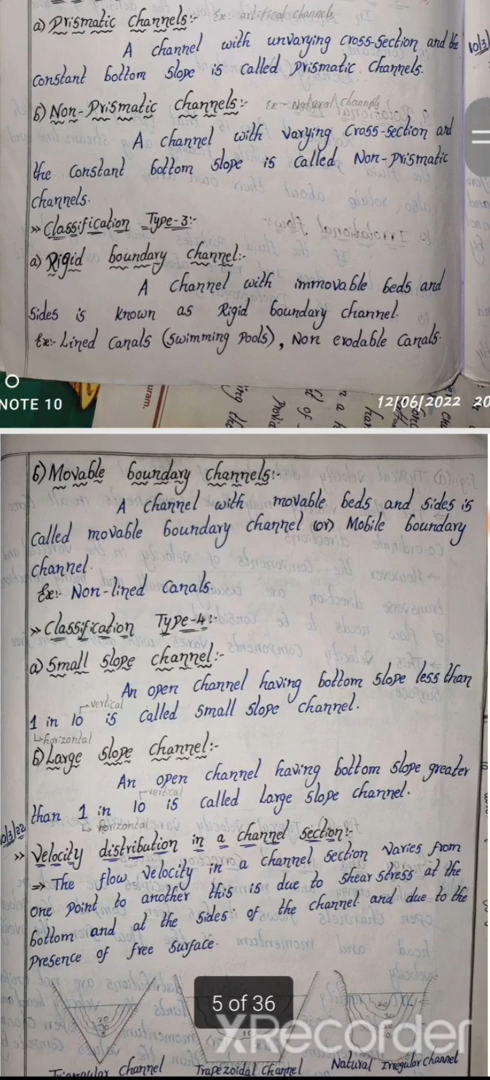 a) Prismatic channels:- Ex:- artifical channels
A channel with unvarying cross-section and the
constant bottom slope is called prismatic channels.
b) Non-Prismatic channels:- Ex:- Natural channels
A channel with varying cross-section and
the constant bottom slope is called Non-prismatic
channels.
» Classification Type-3:-
a) Rigid boundary channel:-
A channel with immovable beds and
sides is known as Rigid boundary channel.
Ex:- Lined canals (swimming pools), Non erodable canals.
NOTE 10
12/06/2022 20
b) Movable boundary channels:-
A channel with movable beds and sides is
called movable boundary channel (or) Mobile boundary
channel.
Ex:- Non-lined canals.
» Classification Type-4:-
a) Small slope channel:-
An open channel having bottom slope less than
vertical
1 in 10 is called small slope channel.
horizontal
b) Large slope channel:-
An open channel having bottom slope greater
vertical
than 1 in 10 is called Large slope channel.
horizontal
» Velocity distribution in a channel section:-
⇒ The flow velocity in a channel section varies from
one point to another this is due to shear stress at the
bottom and at the sides of the channel and due to the
presence of free surface.
5 of 36
XRecorder
Triangular channel Trapezoidal channel Natural Irregular channel